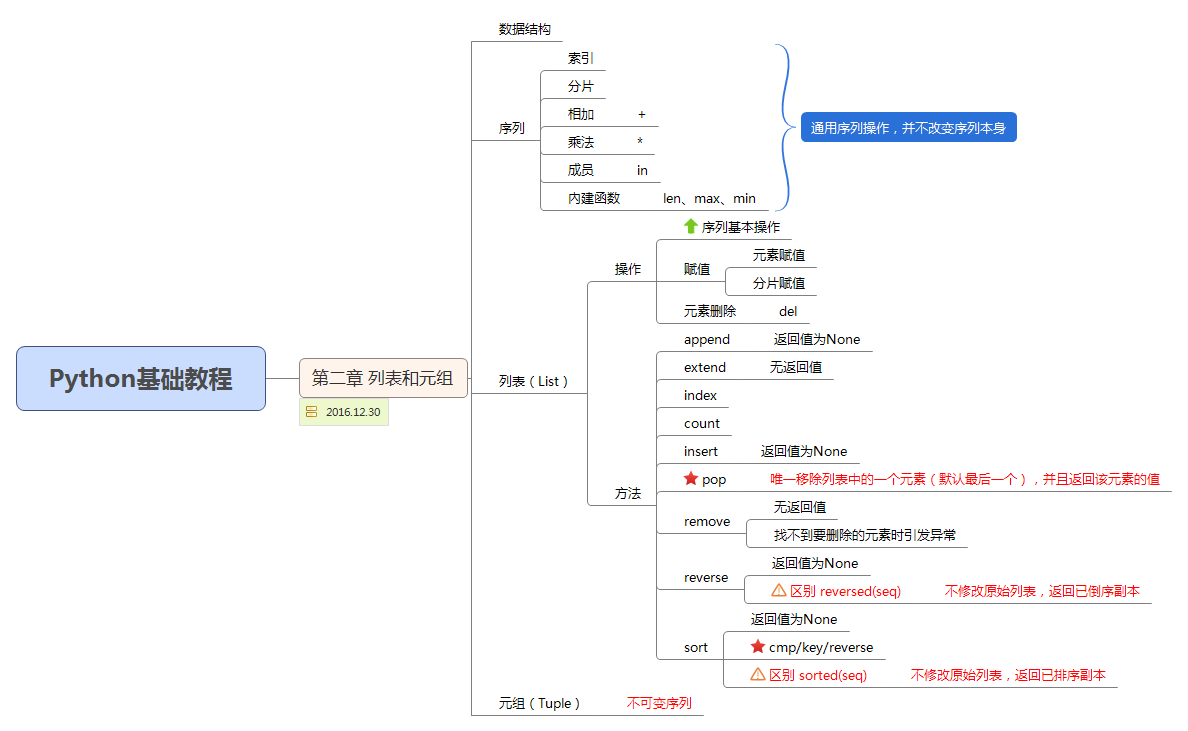 Python基础教程
第二章 列表和元组
2016.12.30
数据结构
序列
索引
分片
相加 +
乘法 *
成员 in
内建函数 len、max、min
通用序列操作，并不改变序列本身
列表（List）
操作
序列基本操作
赋值
元素赋值
分片赋值
元素删除 del
方法
append 返回值为None
extend 无返回值
index
count
insert 返回值为None
pop 唯一移除列表中的一个元素（默认最后一个），并且返回该元素的值
remove
无返回值
找不到要删除的元素时引发异常
reverse
返回值为None
区别 reversed(seq) 不修改原始列表，返回已倒序副本
sort
返回值为None
cmp/key/reverse
区别 sorted(seq) 不修改原始列表，返回已排序副本
元组（Tuple） 不可变序列